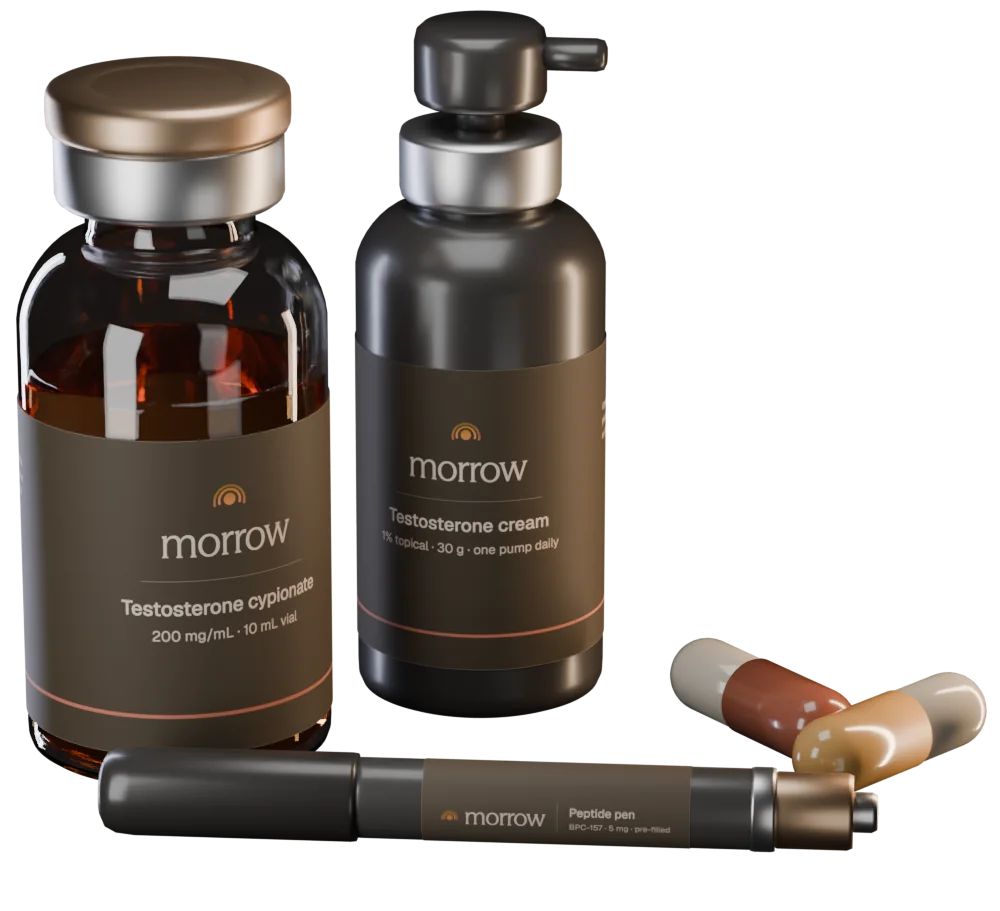 morrow
Testosterone cypionate
200 mg/mL · 10 mL vial
morrow
Testosterone cream
1% topical · 30 g · one pump daily
morrow
Peptide pen
BPC-157 · 5 mg · pre-filled